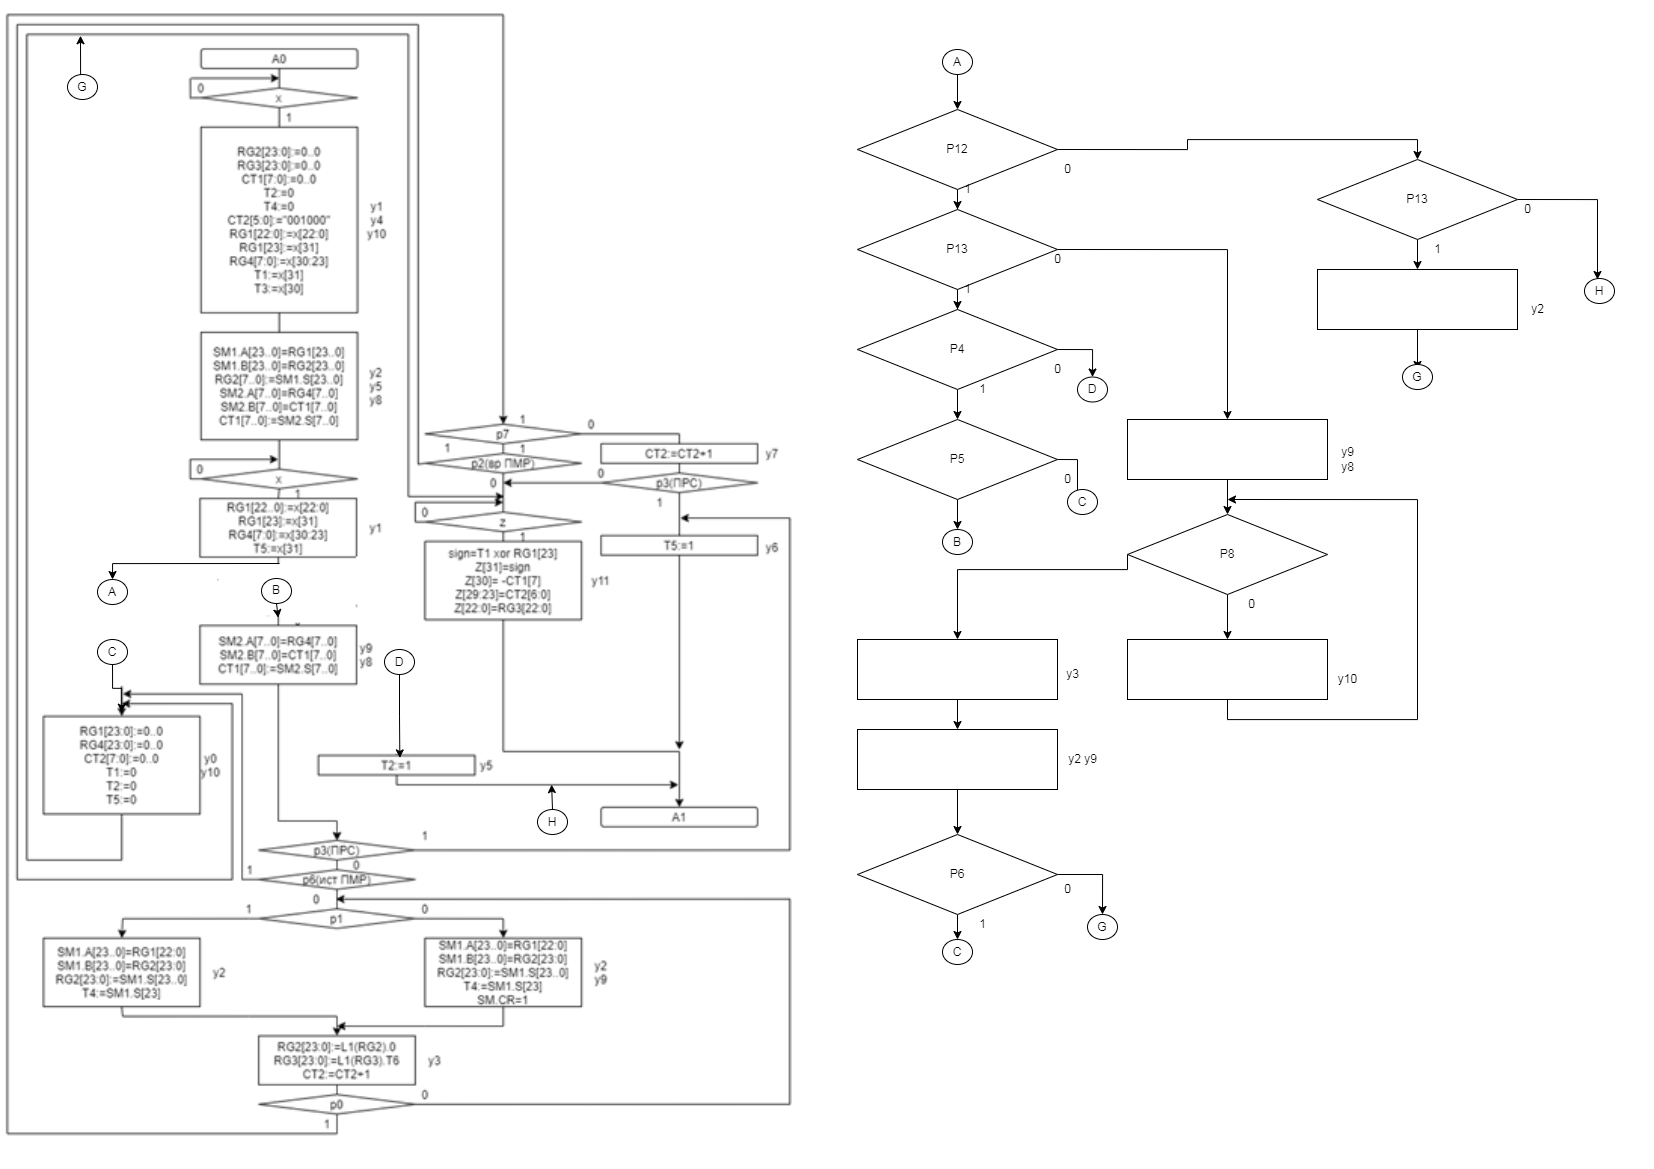 G
A0
0
x
1
RG2[23:0]:=0..0
RG3[23:0]:=0..0
CT1[7:0]:=0..0
T2:=0
T4:=0
CT2[5:0]:="001000"
RG1[22:0]:=x[22:0]
RG1[23]:=x[31]
RG4[7:0]:=x[30:23]
T1:=x[31]
T3:=x[30]
y1
y4
y10
SM1.A[23..0]=RG1[23..0]
SM1.B[23..0]=RG2[23..0]
RG2[7..0]:=SM1.S[23..0]
SM2.A[7..0]=RG4[7..0]
SM2.B[7..0]=CT1[7..0]
CT1[7..0]:=SM2.S[7..0]
y2
y5
y8
0
x
1
RG1[22..0]:=x[22:0]
RG1[23]:=x[31]
RG4[7:0]:=x[30:23]
T5:=x[31]
y1
A
B
SM2.A[7..0]=RG4[7..0]
SM2.B[7..0]=CT1[7..0]
CT1[7..0]:=SM2.S[7..0]
y9
y8
C
RG1[23:0]:=0..0
RG4[23:0]:=0..0
CT2[7:0]:=0..0
T1:=0
T2:=0
T5:=0
y0
y10
D
T2:=1
y5
H
1
p7
0
1
1
p2(вр ПМР)
0
CT2:=CT2+1
y7
0
p3(ПРС)
1
0
z
1
sign=T1 xor RG1[23]
Z[31]=sign
Z[30]= -CT1[7]
Z[29:23]=CT2[6:0]
Z[22:0]=RG3[22:0]
y11
T5:=1
y6
A1
p3(ПРС)
1
0
1
p6(ист ПМР)
0
1
p1
0
SM1.A[23..0]=RG1[22:0]
SM1.B[23..0]=RG2[23:0]
RG2[23:0]:=SM1.S[23..0]
T4:=SM1.S[23]
y2
SM1.A[23..0]=RG1[22:0]
SM1.B[23..0]=RG2[23:0]
RG2[23:0]:=SM1.S[23..0]
T4:=SM1.S[23]
SM.CR=1
y2
y9
RG2[23:0]:=L1(RG2).0
RG3[23:0]:=L1(RG3).T6
CT2:=CT2+1
y3
p0
0
1
A
P12
0
1
P13
0
1
P13
0
1
H
y2
G
P4
0
1
D
P5
0
C
B
y9
y8
P8
0
y10
y3
y2 y9
P6
0
1
G
C